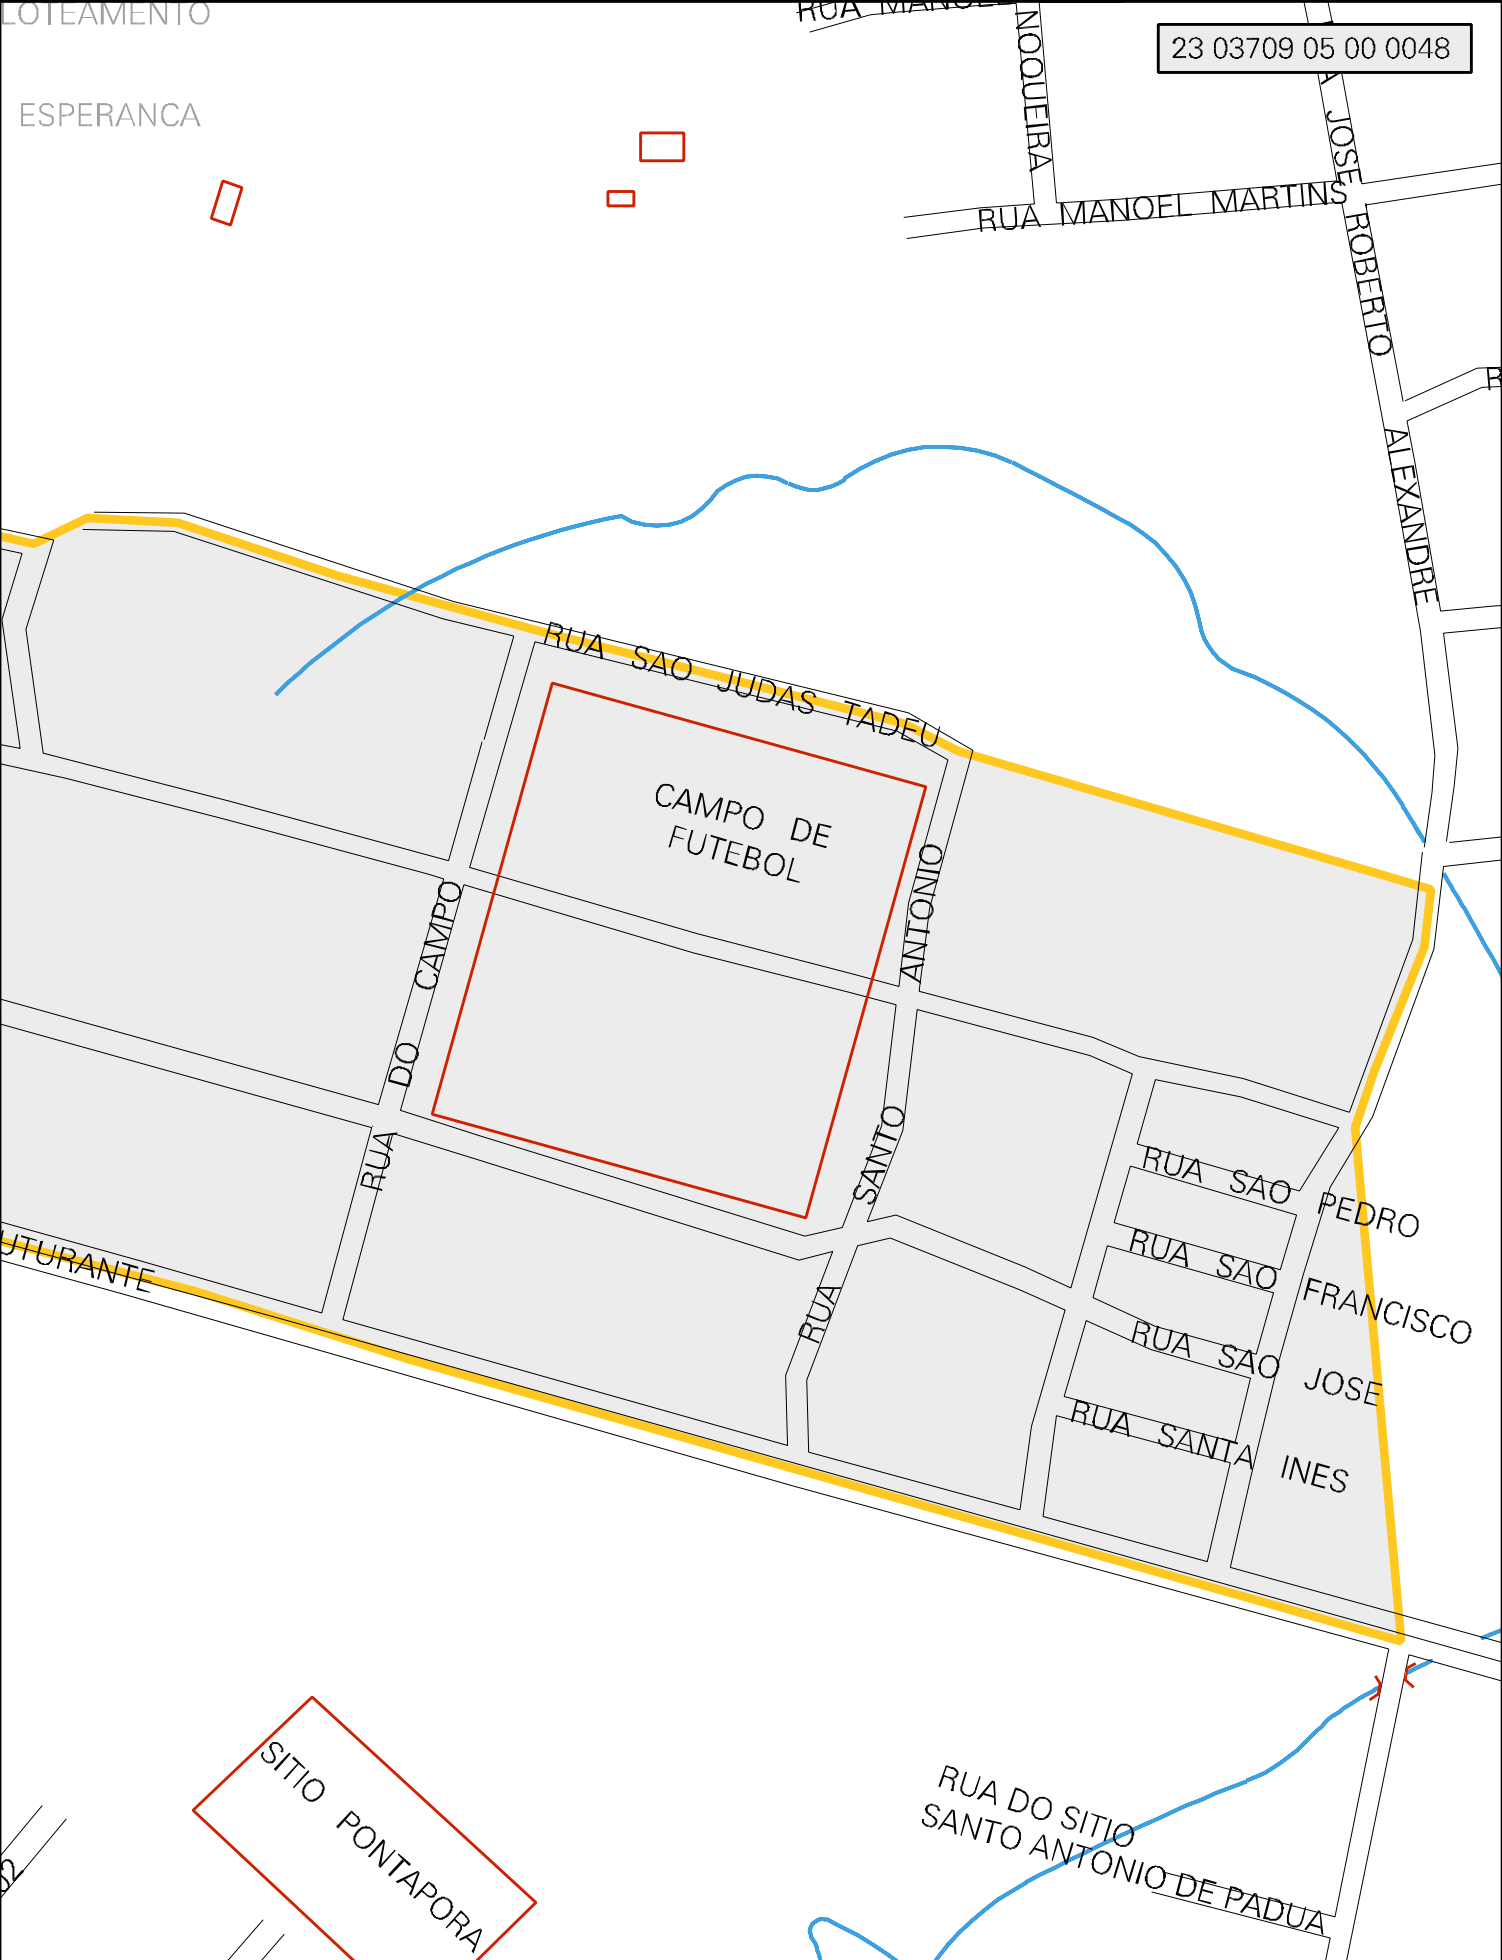 LOTEAMENTO
ESPERANCA
RUA MANOEL
NOQUEIRA
23 03709 05 00 0048
JOSE ROBERTO ALEXANDRE
RUA MANOEL MARTINS
RUA SAO JUDAS TADEU
CAMPO DE
FUTEBOL
RUA DO CAMPO
RUA SANTO ANTONIO
RUA SAO PEDRO
RUA SAO FRANCISCO
RUA SAO JOSE
RUA SANTA INES
UTURANTE
SITIO PONTAPORA
RUA DO SITIO
SANTO ANTONIO DE PADUA